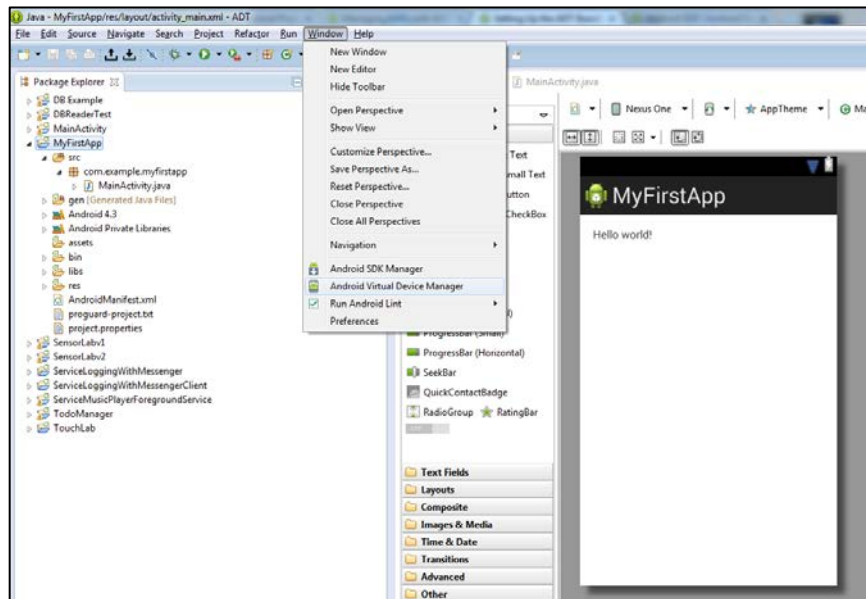 Java - MyFirstApp/res/layout/activity_main.xml - ADT
File Edit Source Navigate Search Project Refactor Run Window Help
Package Explorer
DB Example
DBReaderTest
MainActivity
MyFirstApp
src
com.example.myfirstapp
MainActivity.java
gen [Generated Java Files]
Android 4.3
Android Private Libraries
assets
bin
libs
res
AndroidManifest.xml
proguard-project.txt
project.properties
SensorLabv1
SensorLabv2
ServiceLoggingWithMessenger
ServiceLoggingWithMessengerClient
ServiceMusicPlayerForegroundService
TodoManager
TouchLab
New Window
New Editor
Hide Toolbar
Open Perspective
Show View
Customize Perspective...
Save Perspective As...
Reset Perspective...
Close Perspective
Close All Perspectives
Navigation
Android SDK Manager
Android Virtual Device Manager
Run Android Lint
Preferences
MainActivity.java
Text
mall Text
utton
CheckBox
ProgressBar (Small)
ProgressBar (Horizontal)
SeekBar
QuickContactBadge
RadioGroup RatingBar
Text Fields
Layouts
Composite
Images & Media
Time & Date
Transitions
Advanced
Other
Nexus One AppTheme Ma
MyFirstApp
Hello world!